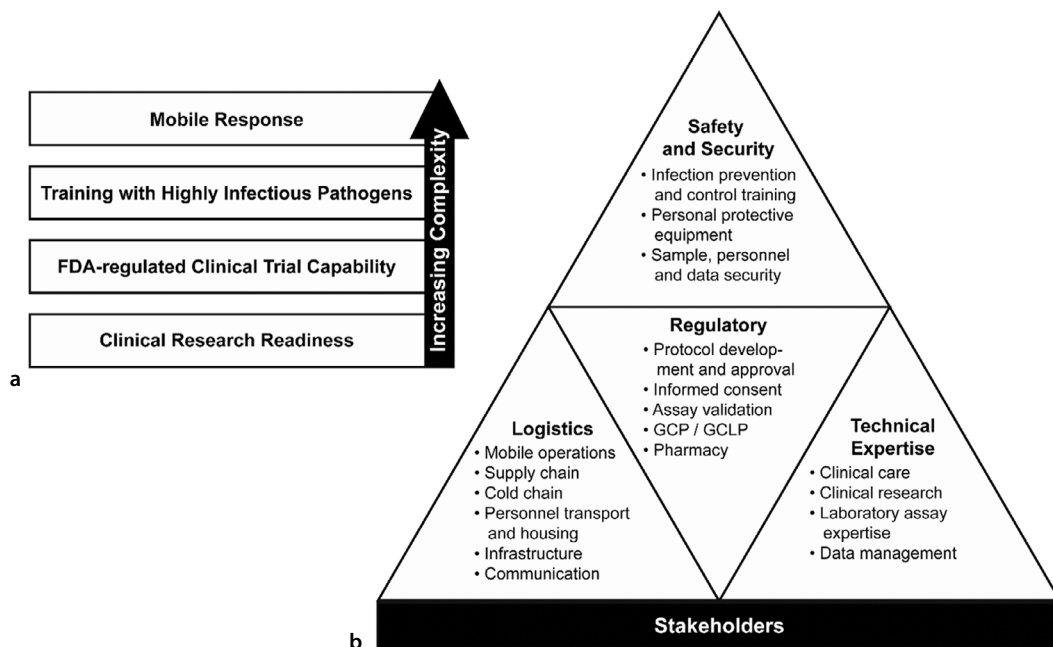 Mobile Response
Training with Highly Infectious Pathogens
FDA-regulated Clinical Trial Capability
Clinical Research Readiness
Increasing Complexity
a
Safety
and Security
• Infection prevention
and control training
• Personal protective
equipment
• Sample, personnel
and data security
Regulatory
• Protocol develop-
ment and approval
• Informed consent
• Assay validation
• GCP / GCLP
• Pharmacy
Logistics
• Mobile operations
• Supply chain
• Cold chain
• Personnel transport
and housing
• Infrastructure
• Communication
Technical
Expertise
• Clinical care
• Clinical research
• Laboratory assay
expertise
• Data management
Stakeholders
b